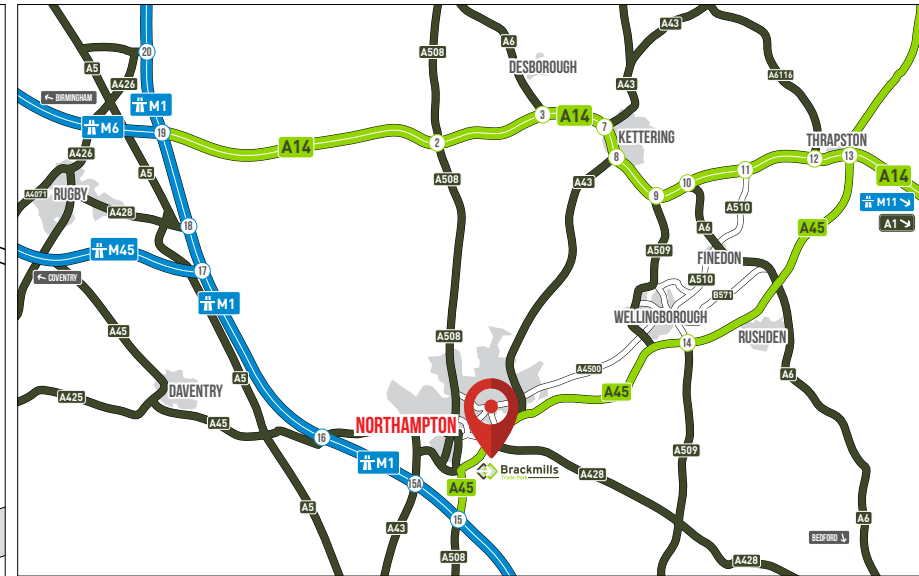 A43
A508
A6
20
DESBOROUGH
A5
A6116
A426
A43
BIRMINGHAM
M1
M6
19
A14
2
3
A14
7
KETTERING
THRAPSTON
A426
8
12
13
A5
11
A14
A508
A43
10
A4071
RUGBY
9
M11
A428
A510
A6
A45
A1
18
M45
A509
FINEDON
17
COVENTRY
A510
M1
B571
WELLINGBOROUGH
A45
A508
RUSHDEN
14
A4500
A5
A6
DAVENTRY
A45
A425
A45
NORTHAMPTON
16
M1
A509
Brackmills
Trade Park
A428
15A
A45
15
A5
A43
A6
BEDFORD
A508
A428